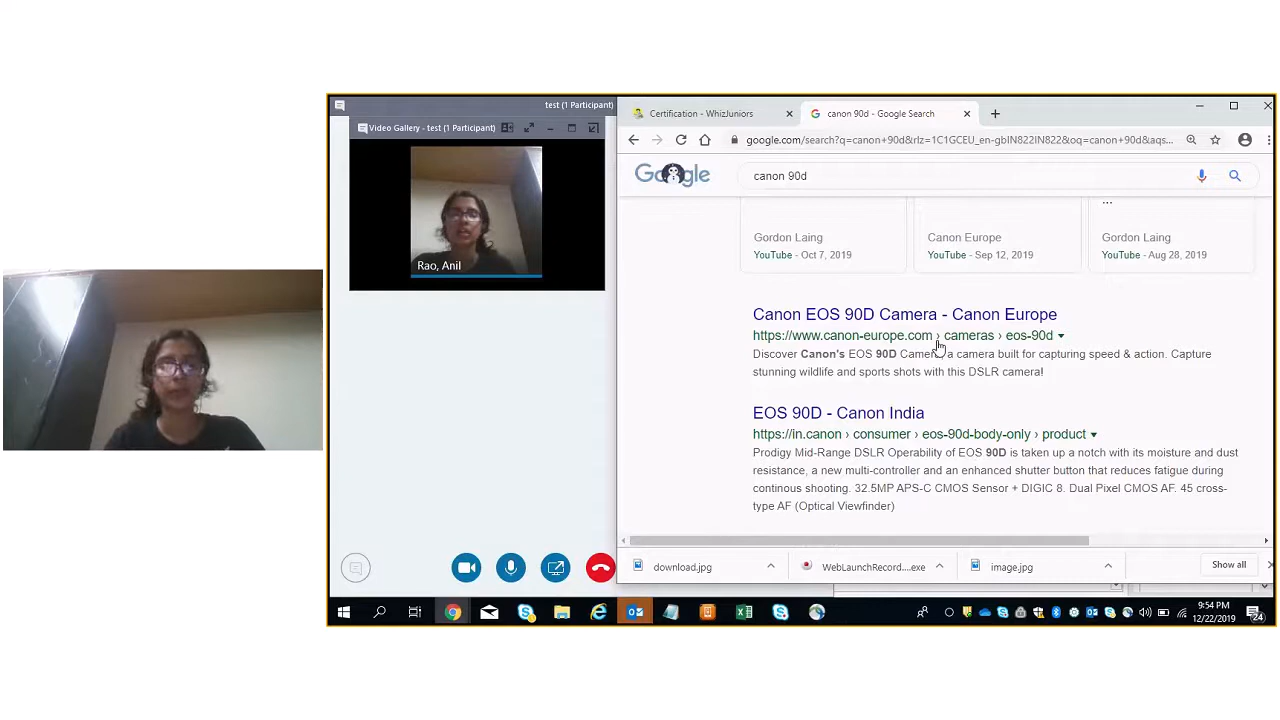 test (1 Participant)
Video Gallery - test (1 Participant)
Rao, Anil
Certification - WhizJuniors
canon 90d - Google Search
google.com/search?q=canon+90d&rlz=1C1GCEU_en-gbIN822IN822&oq=canon+90d&aqs...
Google
canon 90d
...
Gordon Laing
YouTube - Oct 7, 2019
Canon Europe
YouTube - Sep 12, 2019
Gordon Laing
YouTube - Aug 28, 2019
Canon EOS 90D Camera - Canon Europe
https://www.canon-europe.com › cameras › eos-90d
Discover Canon's EOS 90D Camera, a camera built for capturing speed & action. Capture
stunning wildlife and sports shots with this DSLR camera!
EOS 90D - Canon India
https://in.canon › consumer › eos-90d-body-only › product
Prodigy Mid-Range DSLR Operability of EOS 90D is taken up a notch with its moisture and dust
resistance, a new multi-controller and an enhanced shutter button that reduces fatigue during
continous shooting. 32.5MP APS-C CMOS Sensor + DIGIC 8. Dual Pixel CMOS AF. 45 cross-
type AF (Optical Viewfinder)
download.jpg
WebLaunchRecord....exe
image.jpg
Show all
9:54 PM
12/22/2019
24